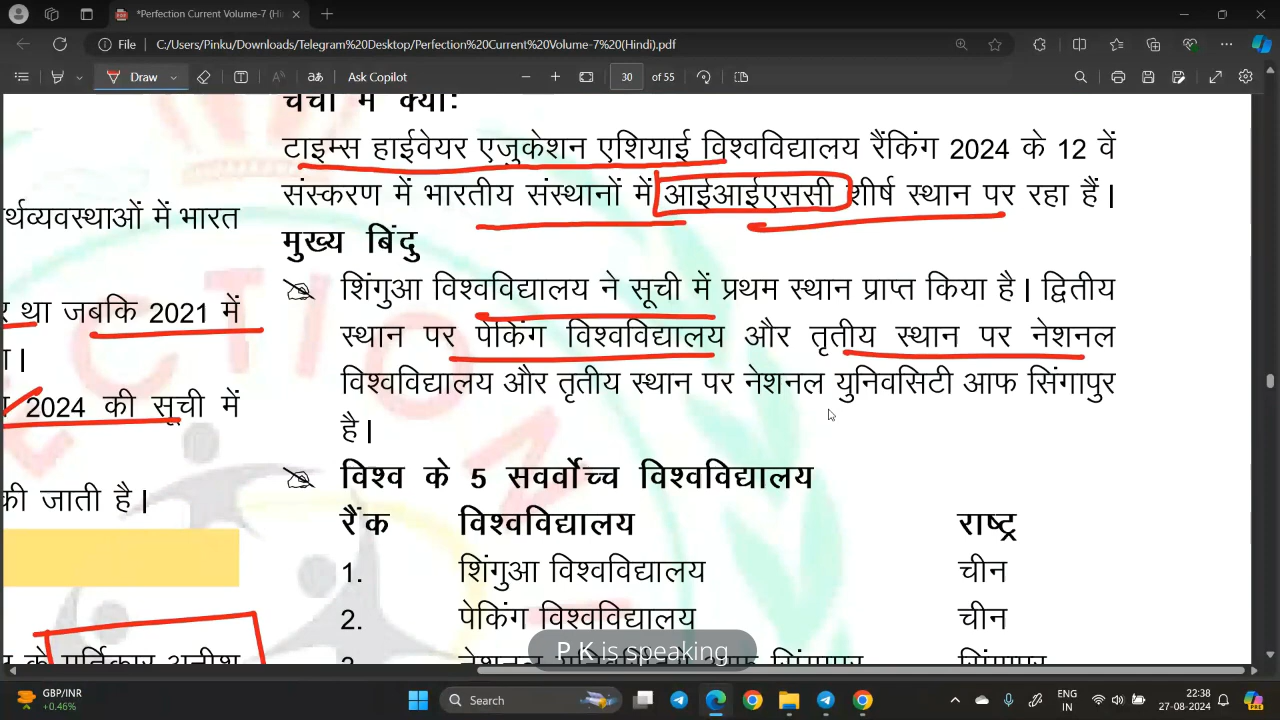 *Perfection Current Volume-7 (Hi
File C:/Users/Pinku/Downloads/Telegram%20Desktop/Perfection%20Current%20Volume-7%20(Hindi).pdf
Draw Ask Copilot 30 of 55
चर्चा में क्यों:
टाइम्स हाईवेयर एजुकेशन एशियाई विश्वविद्यालय रैंकिंग 2024 के 12 वें
संस्करण में भारतीय संस्थानों में आईआईएससी शीर्ष स्थान पर रहा हैं।
मुख्य बिंदु
शिंगुआ विश्वविद्यालय ने सूची में प्रथम स्थान प्राप्त किया है। द्वितीय
स्थान पर पेकिंग विश्वविद्यालय और तृतीय स्थान पर नेशनल
विश्वविद्यालय और तृतीय स्थान पर नेशनल युनिवसिटी आफ सिंगापुर
है।
विश्व के 5 सवर्वोच्च विश्वविद्यालय
रैंक विश्वविद्यालय राष्ट्र
1. शिंगुआ विश्वविद्यालय चीन
2. पेकिंग विश्वविद्यालय चीन
र्थव्यवस्थाओं में भारत
र था जबकि 2021 में
2024 की सूची में
की जाती है।
P K is speaking
GBP/INR
+0.46%
Search
ENG
IN
22:38
27-08-2024